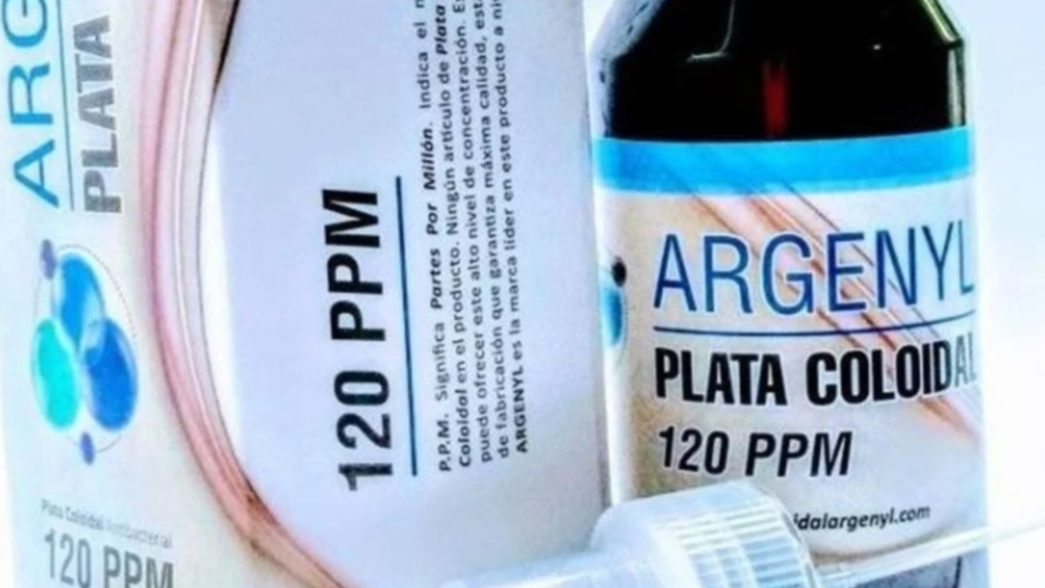 ARG
PLATA
Plata Coloidal Antibacterial
120 PPM
120 PPM
P.P.M. Significa Partes Por Millón. Indica el
Coloidal en el producto. Ningún artículo de Plata
puede ofrecer este alto nivel de concentración.
de fabricación que garantiza máxima calidad,
ARGENYL es la marca líder en este producto a
ARGENYL
PLATA COLOIDAL
120 PPM
idalargenyl.com